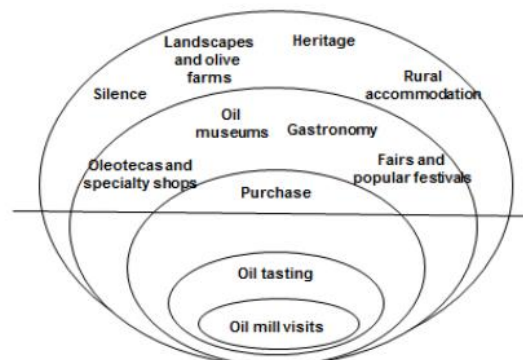 Landscapes
and olive
farms
Heritage
Silence
Rural
accommodation
Oil
museums
Gastronomy
Oleotecas and
specialty shops
Fairs and
popular festivals
Purchase
Oil tasting
Oil mill visits